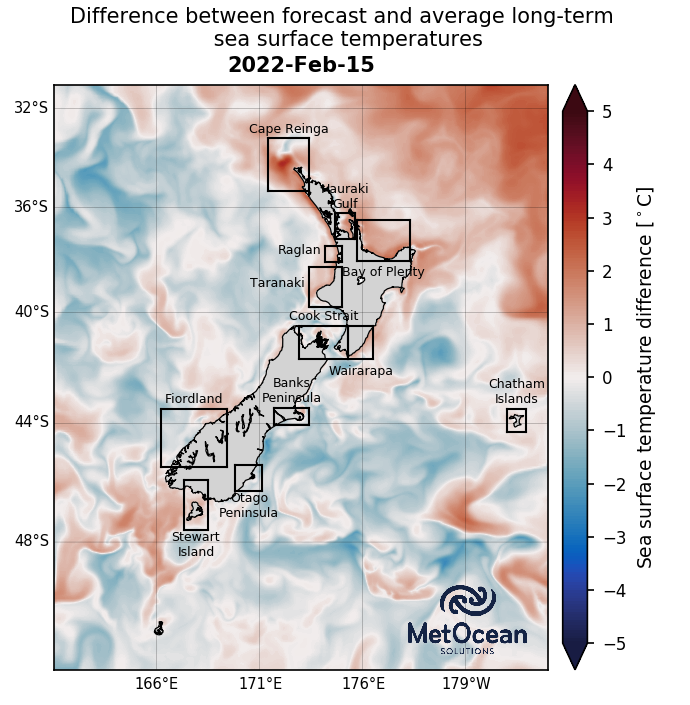 Difference between forecast and average long-term
sea surface temperatures
2022-Feb-15
32°S
36°S
40°S
44°S
48°S
Cape Reinga
Hauraki
Gulf
Raglan
Bay of Plenty
Taranaki
Cook Strait
Wairarapa
Banks
Peninsula
Chatham
Islands
Fiordland
Otago
Peninsula
Stewart
Island
MetOcean
SOLUTIONS
166°E
171°E
176°E
179°W
5
4
3
2
1
0
−1
−2
−3
−4
−5
Sea surface temperature difference [°C]